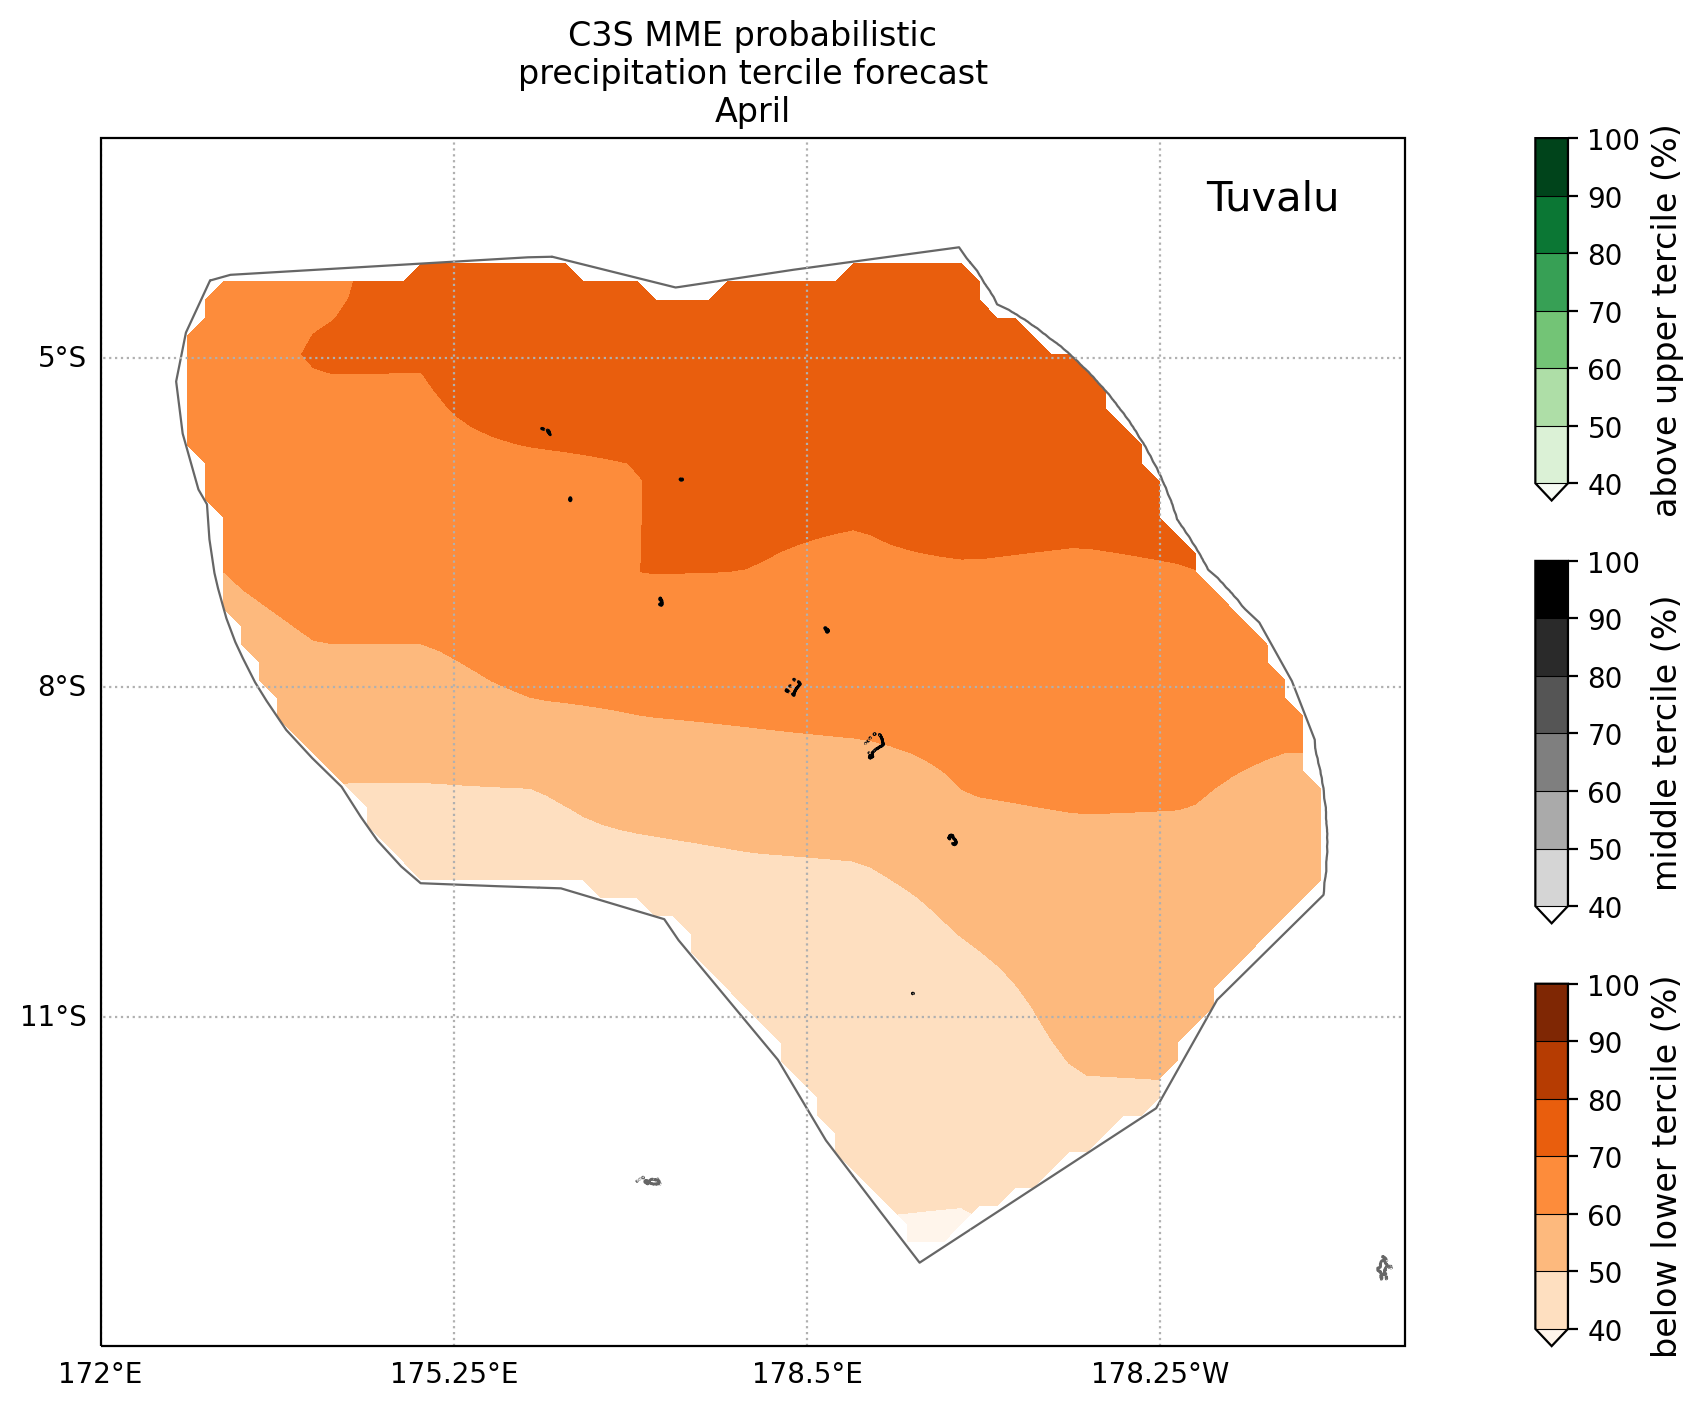 C3S MME probabilistic
precipitation tercile forecast
April
Tuvalu
5°S
8°S
11°S
172°E
175.25°E
178.5°E
178.25°W
100
90
80
70
60
50
40
above upper tercile (%)
100
90
80
70
60
50
40
middle tercile (%)
100
90
80
70
60
50
40
below lower tercile (%)